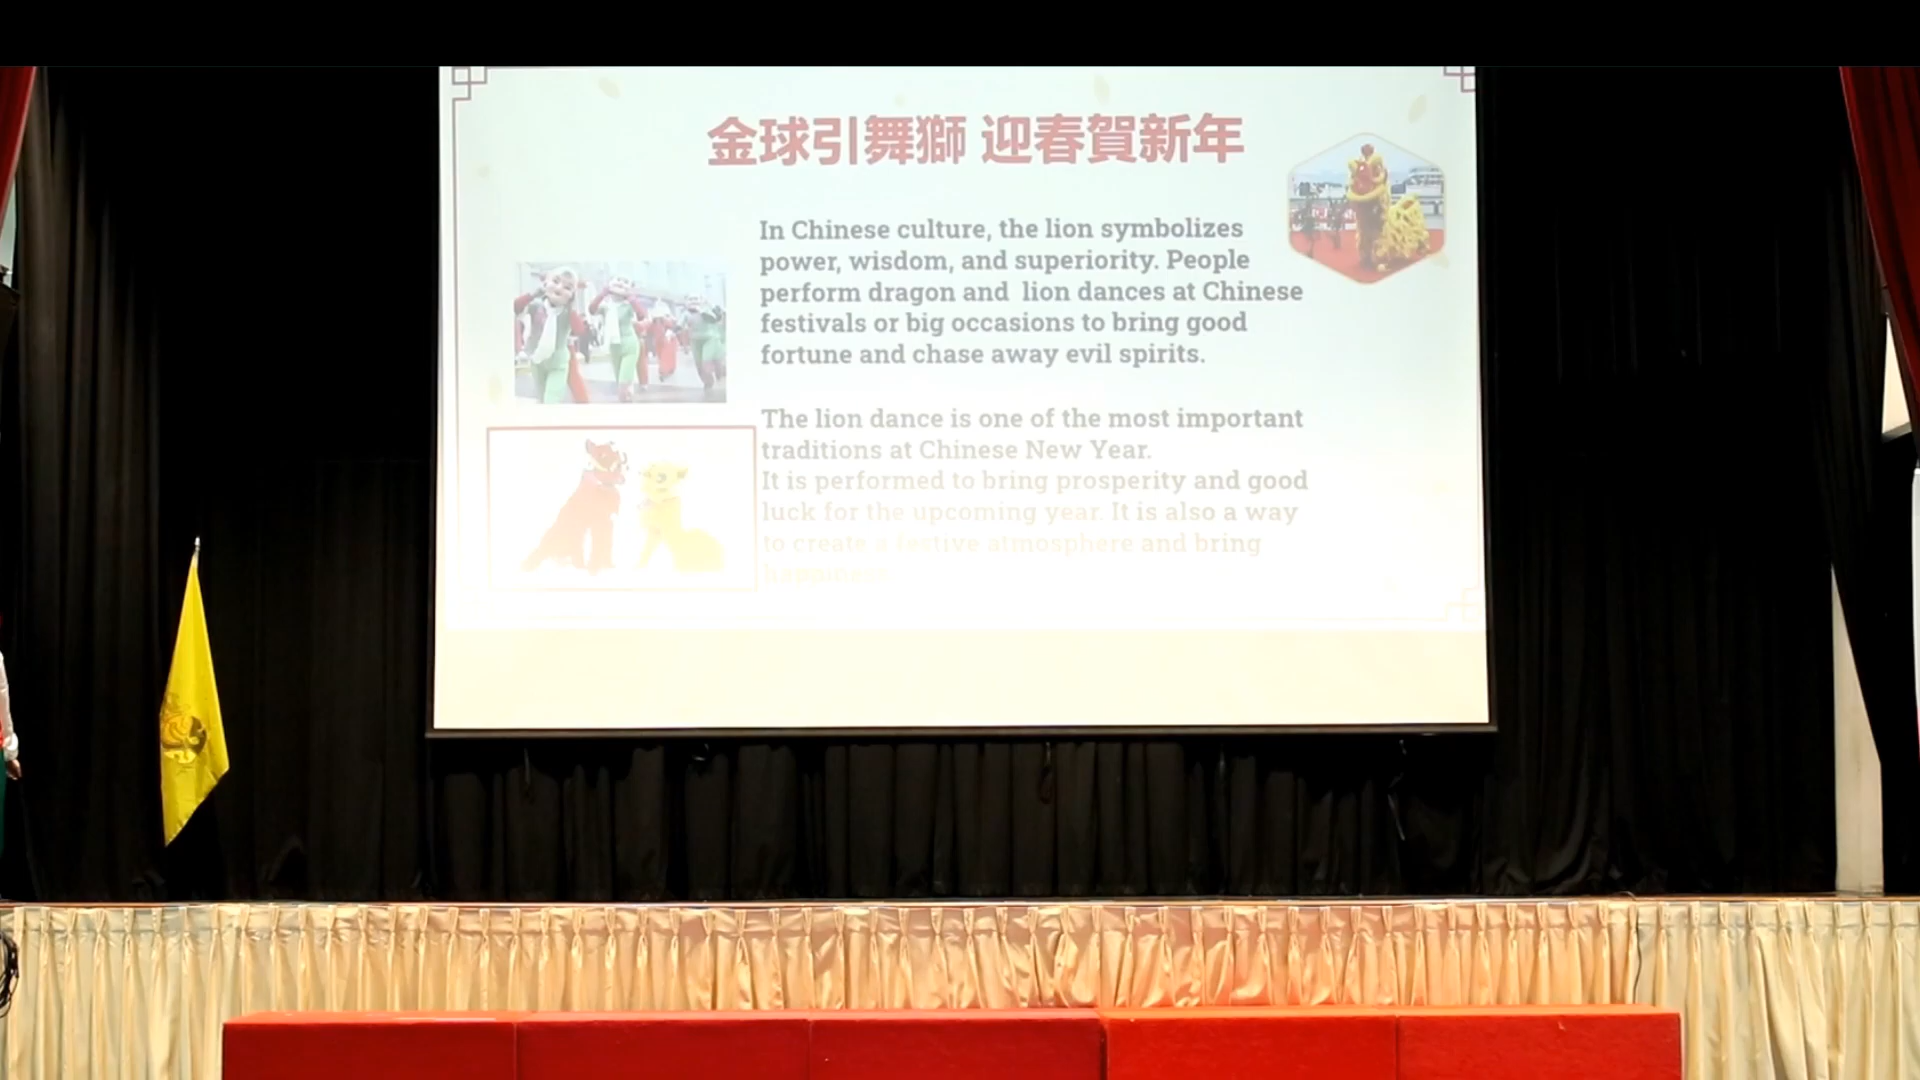 金球引舞獅 迎春賀新年
In Chinese culture, the lion symbolizes
power, wisdom, and superiority. People
perform dragon and lion dances at Chinese
festivals or big occasions to bring good
fortune and chase away evil spirits.
The lion dance is one of the most important
traditions at Chinese New Year.
It is performed to bring prosperity and good
luck for the upcoming year. It is also a way
to create a festive atmosphere and bring